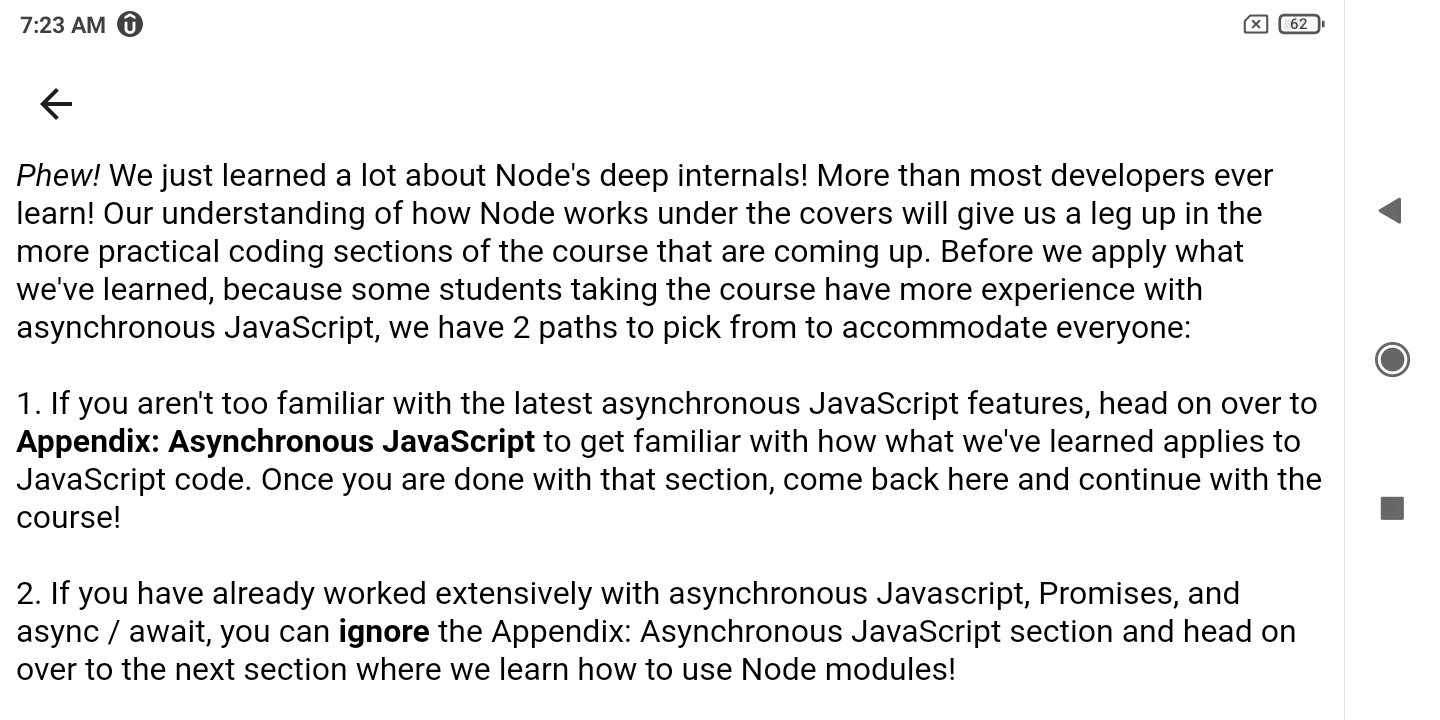 7:23 AM
62
Phew! We just learned a lot about Node's deep internals! More than most developers ever
learn! Our understanding of how Node works under the covers will give us a leg up in the
more practical coding sections of the course that are coming up. Before we apply what
we've learned, because some students taking the course have more experience with
asynchronous JavaScript, we have 2 paths to pick from to accommodate everyone:
1. If you aren't too familiar with the latest asynchronous JavaScript features, head on over to
Appendix: Asynchronous JavaScript to get familiar with how what we've learned applies to
JavaScript code. Once you are done with that section, come back here and continue with the
course!
2. If you have already worked extensively with asynchronous Javascript, Promises, and
async / await, you can ignore the Appendix: Asynchronous JavaScript section and head on
over to the next section where we learn how to use Node modules!